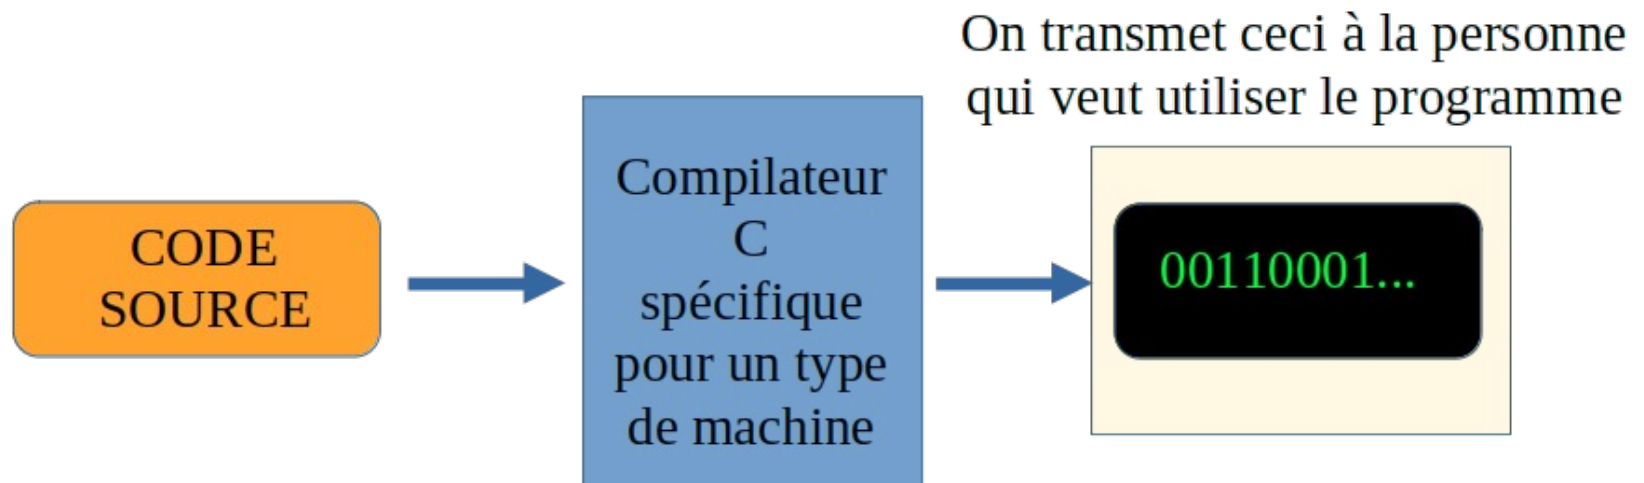 On transmet ceci à la personne
qui veut utiliser le programme
CODE
SOURCE
Compilateur
C
spécifique
pour un type
de machine
00110001...